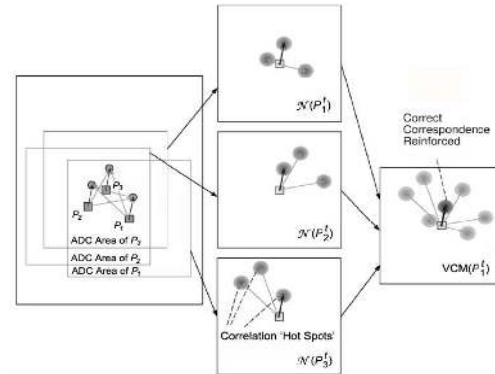 P₃
P₂
P₁
ADC Area of P₃
ADC Area of P₂
ADC Area of P₁
𝒩(P₁ᵗ)
𝒩(P₂ᵗ)
Correlation 'Hot Spots'
𝒩(P₃ᵗ)
Correct
Correspondence
Reinforced
VCM(P₁ᵗ)